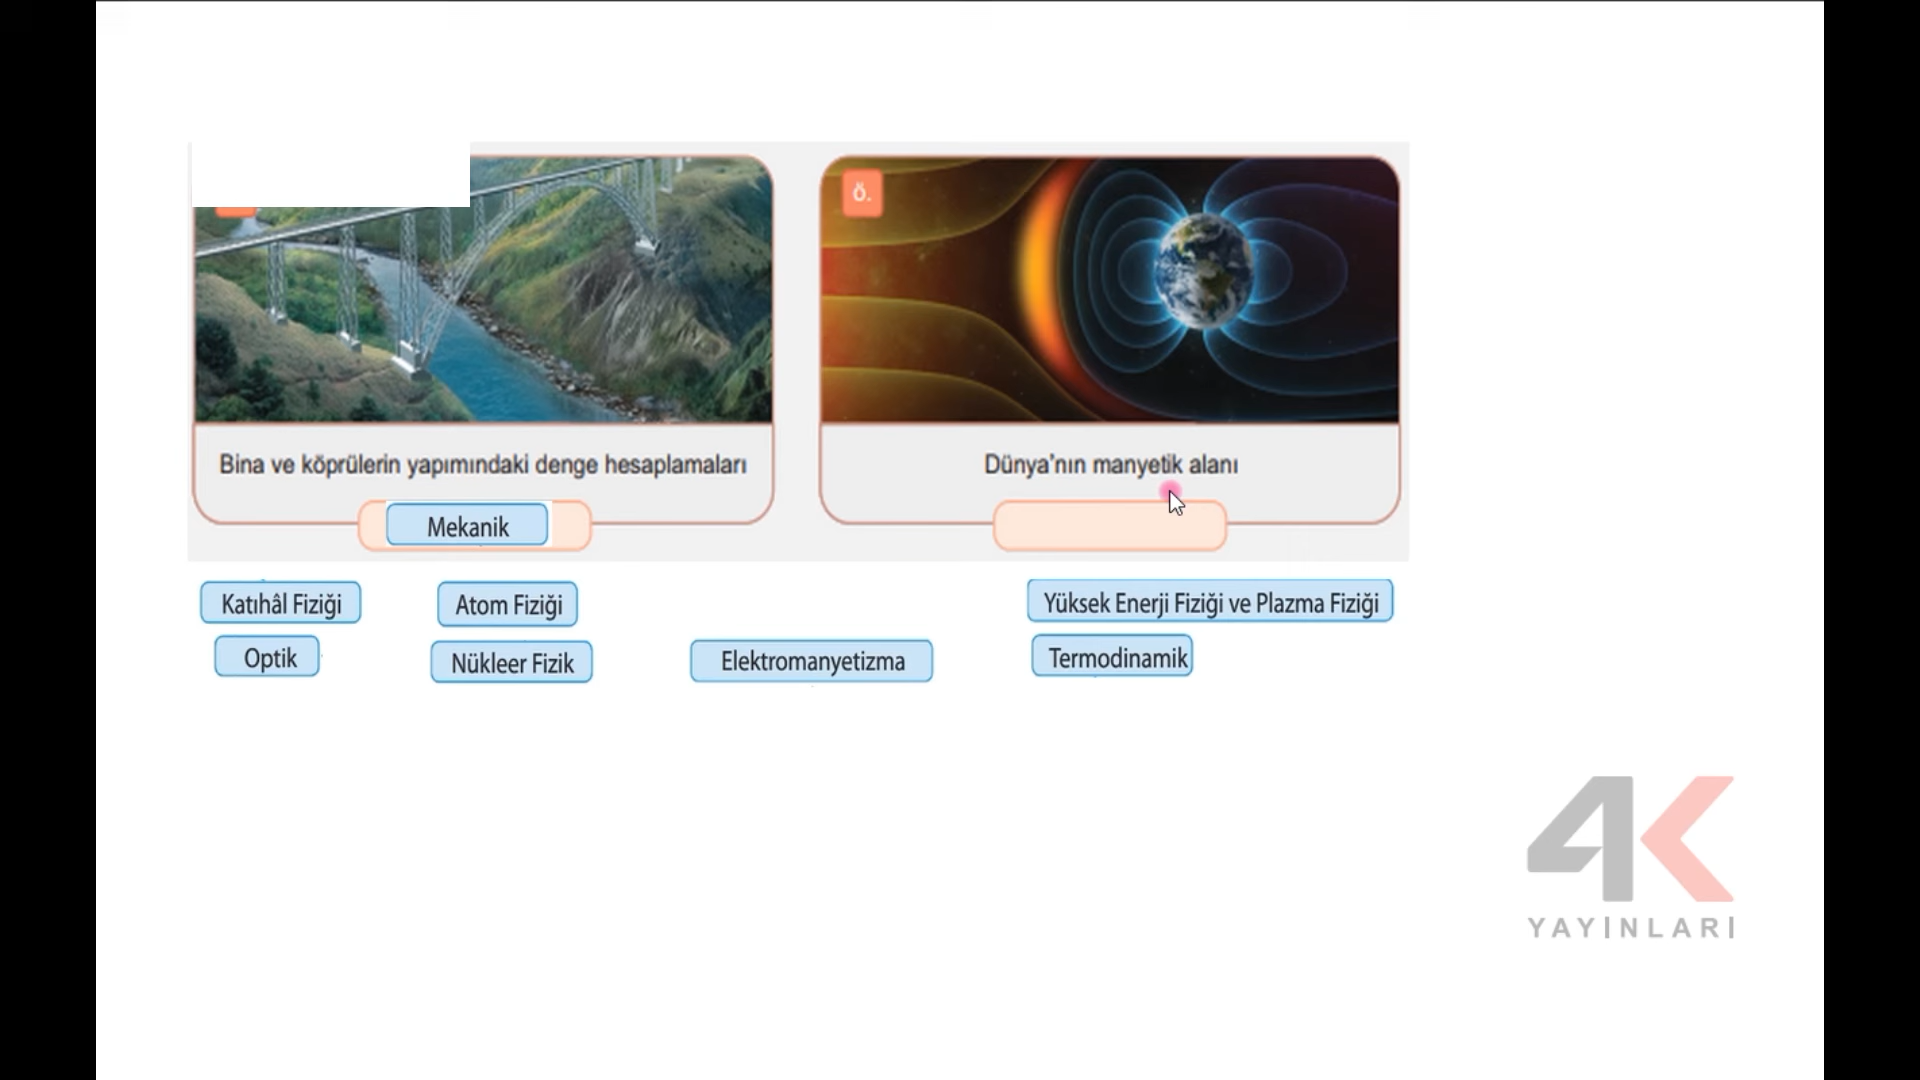 Ö.
Bina ve köprülerin yapımındaki denge hesaplamaları
Dünya'nın manyetik alanı
Mekanik
Katıhâl Fiziği
Atom Fiziği
Yüksek Enerji Fiziği ve Plazma Fiziği
Optik
Nükleer Fizik
Elektromanyetizma
Termodinamik
4K
YAYINLARI